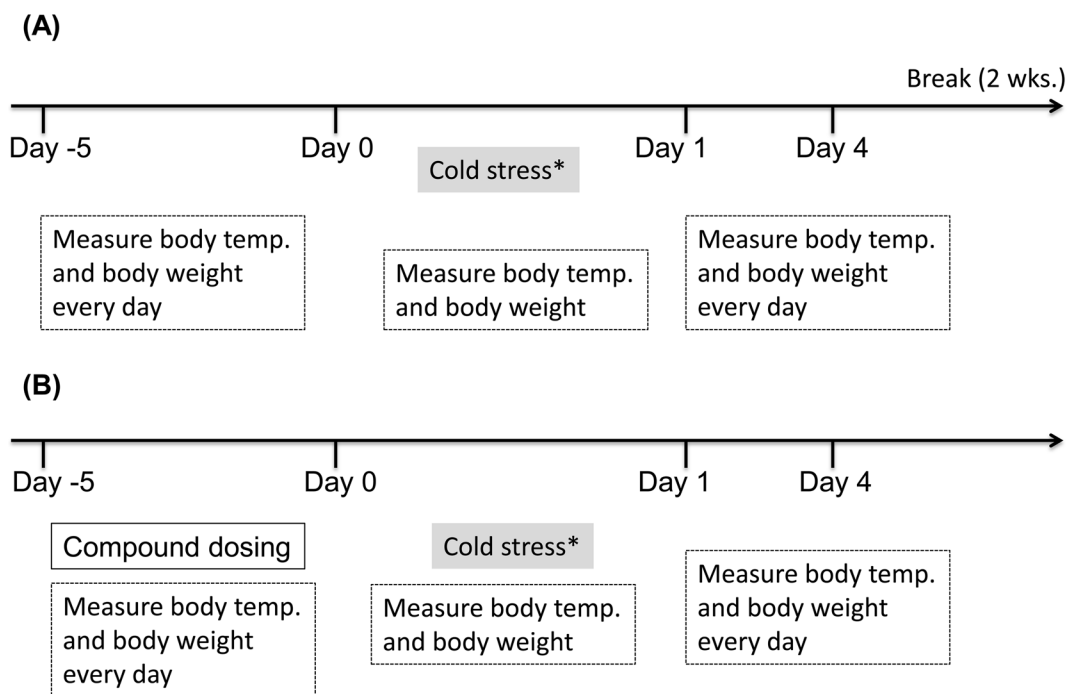 (A)
Break (2 wks.)
Day -5 Day 0 Day 1 Day 4
Cold stress*
Measure body temp.
and body weight
every day
Measure body temp.
and body weight
Measure body temp.
and body weight
every day
(B)
Day -5 Day 0 Day 1 Day 4
Compound dosing
Cold stress*
Measure body temp.
and body weight
every day
Measure body temp.
and body weight
Measure body temp.
and body weight
every day